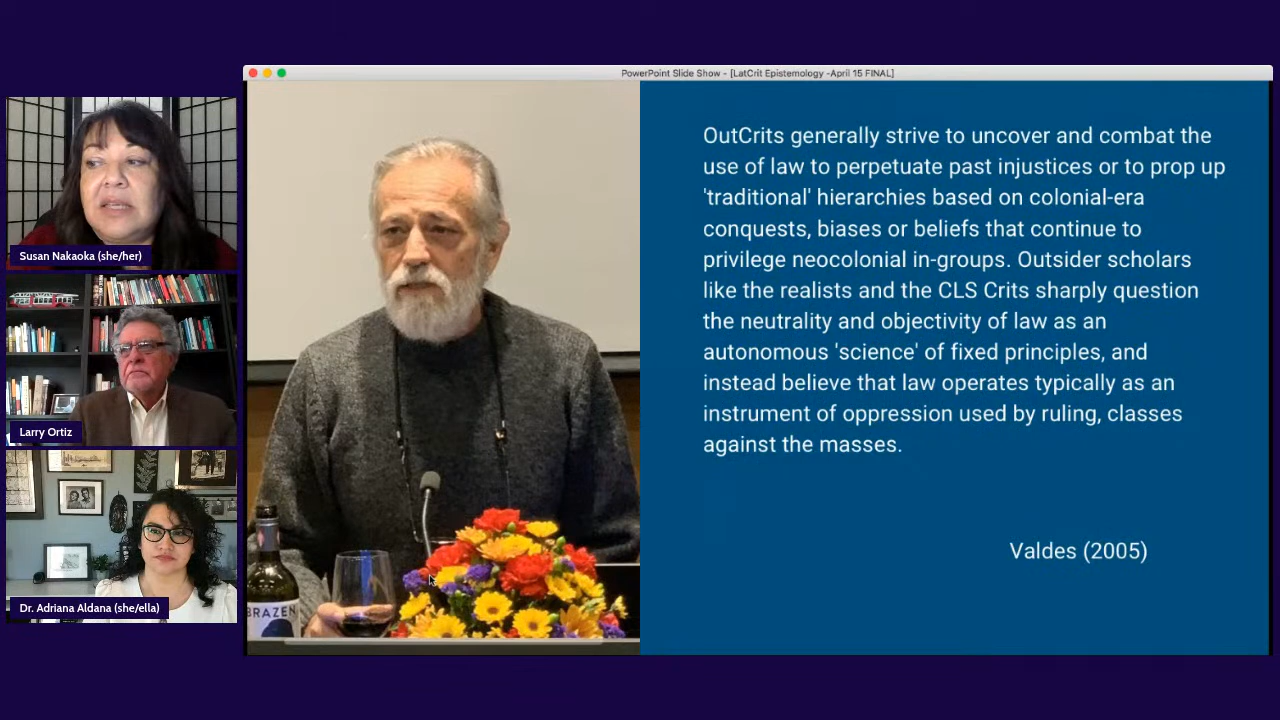 PowerPoint Slide Show - [LatCrit Epistemology -April 15 FINAL]
Susan Nakaoka (she/her)
Larry Ortiz
Dr. Adriana Aldana (she/ella)
BRAZEN
OutCrits generally strive to uncover and combat the
use of law to perpetuate past injustices or to prop up
'traditional' hierarchies based on colonial-era
conquests, biases or beliefs that continue to
privilege neocolonial in-groups. Outsider scholars
like the realists and the CLS Crits sharply question
the neutrality and objectivity of law as an
autonomous 'science' of fixed principles, and
instead believe that law operates typically as an
instrument of oppression used by ruling, classes
against the masses.
Valdes (2005)